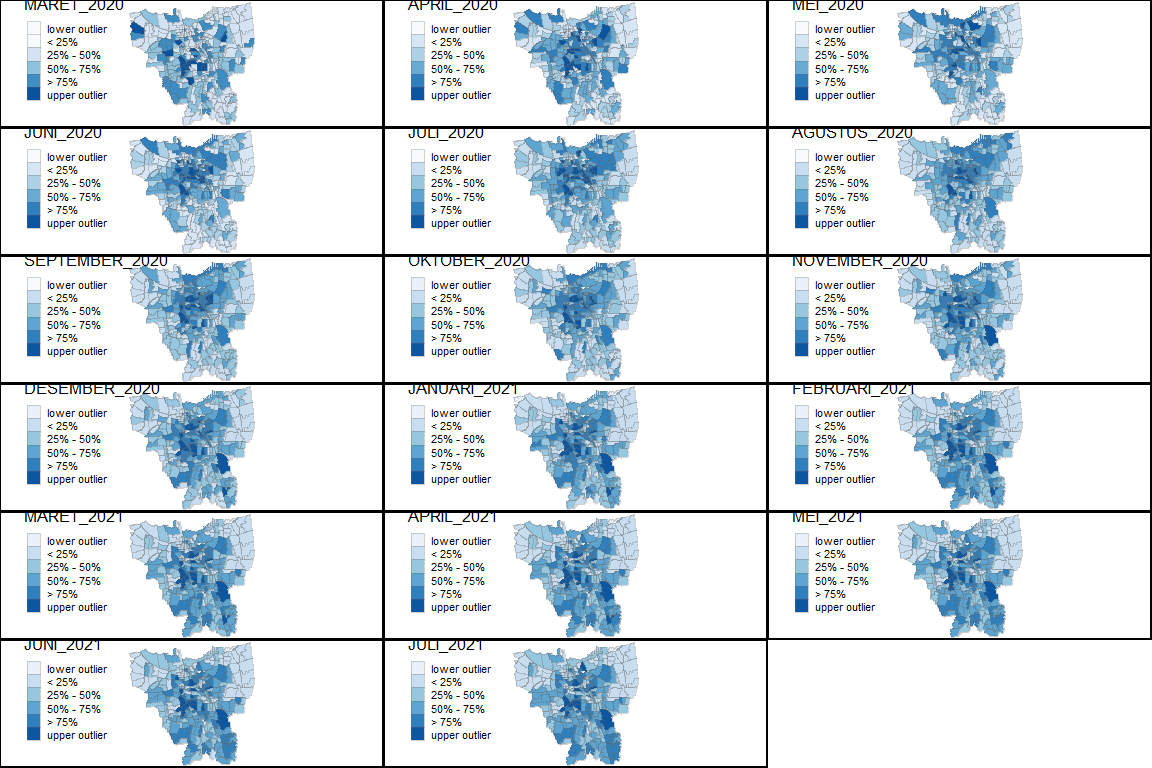 MARET_2020
lower outlier
< 25%
25% - 50%
50% - 75%
> 75%
upper outlier
APRIL_2020
lower outlier
< 25%
25% - 50%
50% - 75%
> 75%
upper outlier
MEI_2020
lower outlier
< 25%
25% - 50%
50% - 75%
> 75%
upper outlier
JUNI_2020
lower outlier
< 25%
25% - 50%
50% - 75%
> 75%
upper outlier
JULI_2020
lower outlier
< 25%
25% - 50%
50% - 75%
> 75%
upper outlier
AGUSTUS_2020
lower outlier
< 25%
25% - 50%
50% - 75%
> 75%
upper outlier
SEPTEMBER_2020
lower outlier
< 25%
25% - 50%
50% - 75%
> 75%
upper outlier
OKTOBER_2020
lower outlier
< 25%
25% - 50%
50% - 75%
> 75%
upper outlier
NOVEMBER_2020
lower outlier
< 25%
25% - 50%
50% - 75%
> 75%
upper outlier
DESEMBER_2020
lower outlier
< 25%
25% - 50%
50% - 75%
> 75%
upper outlier
JANUARI_2021
lower outlier
< 25%
25% - 50%
50% - 75%
> 75%
upper outlier
FEBRUARI_2021
lower outlier
< 25%
25% - 50%
50% - 75%
> 75%
upper outlier
MARET_2021
lower outlier
< 25%
25% - 50%
50% - 75%
> 75%
upper outlier
APRIL_2021
lower outlier
< 25%
25% - 50%
50% - 75%
> 75%
upper outlier
MEI_2021
lower outlier
< 25%
25% - 50%
50% - 75%
> 75%
upper outlier
JUNI_2021
lower outlier
< 25%
25% - 50%
50% - 75%
> 75%
upper outlier
JULI_2021
lower outlier
< 25%
25% - 50%
50% - 75%
> 75%
upper outlier